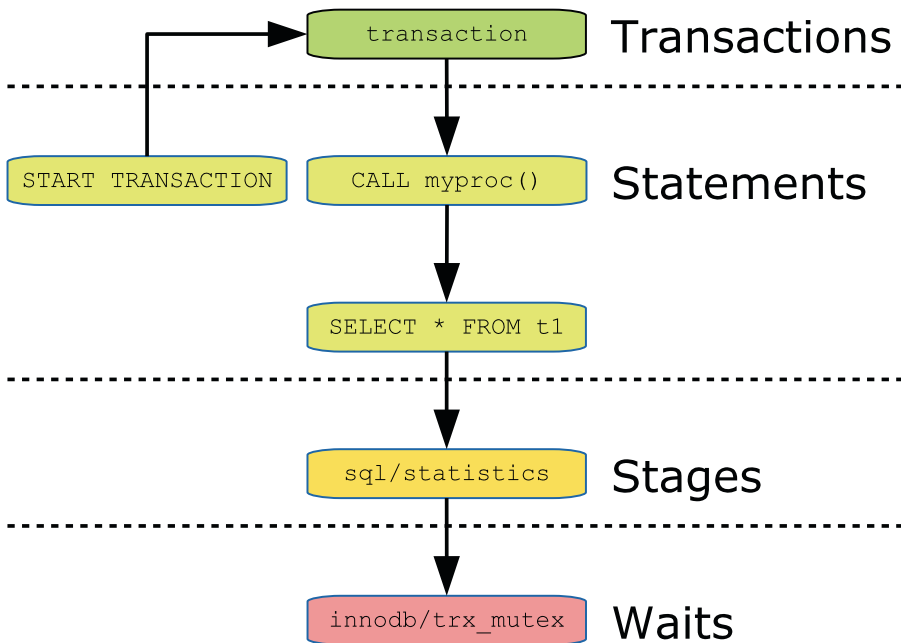 transaction
Transactions
START TRANSACTION
CALL myproc()
Statements
SELECT * FROM t1
sql/statistics
Stages
innodb/trx_mutex
Waits